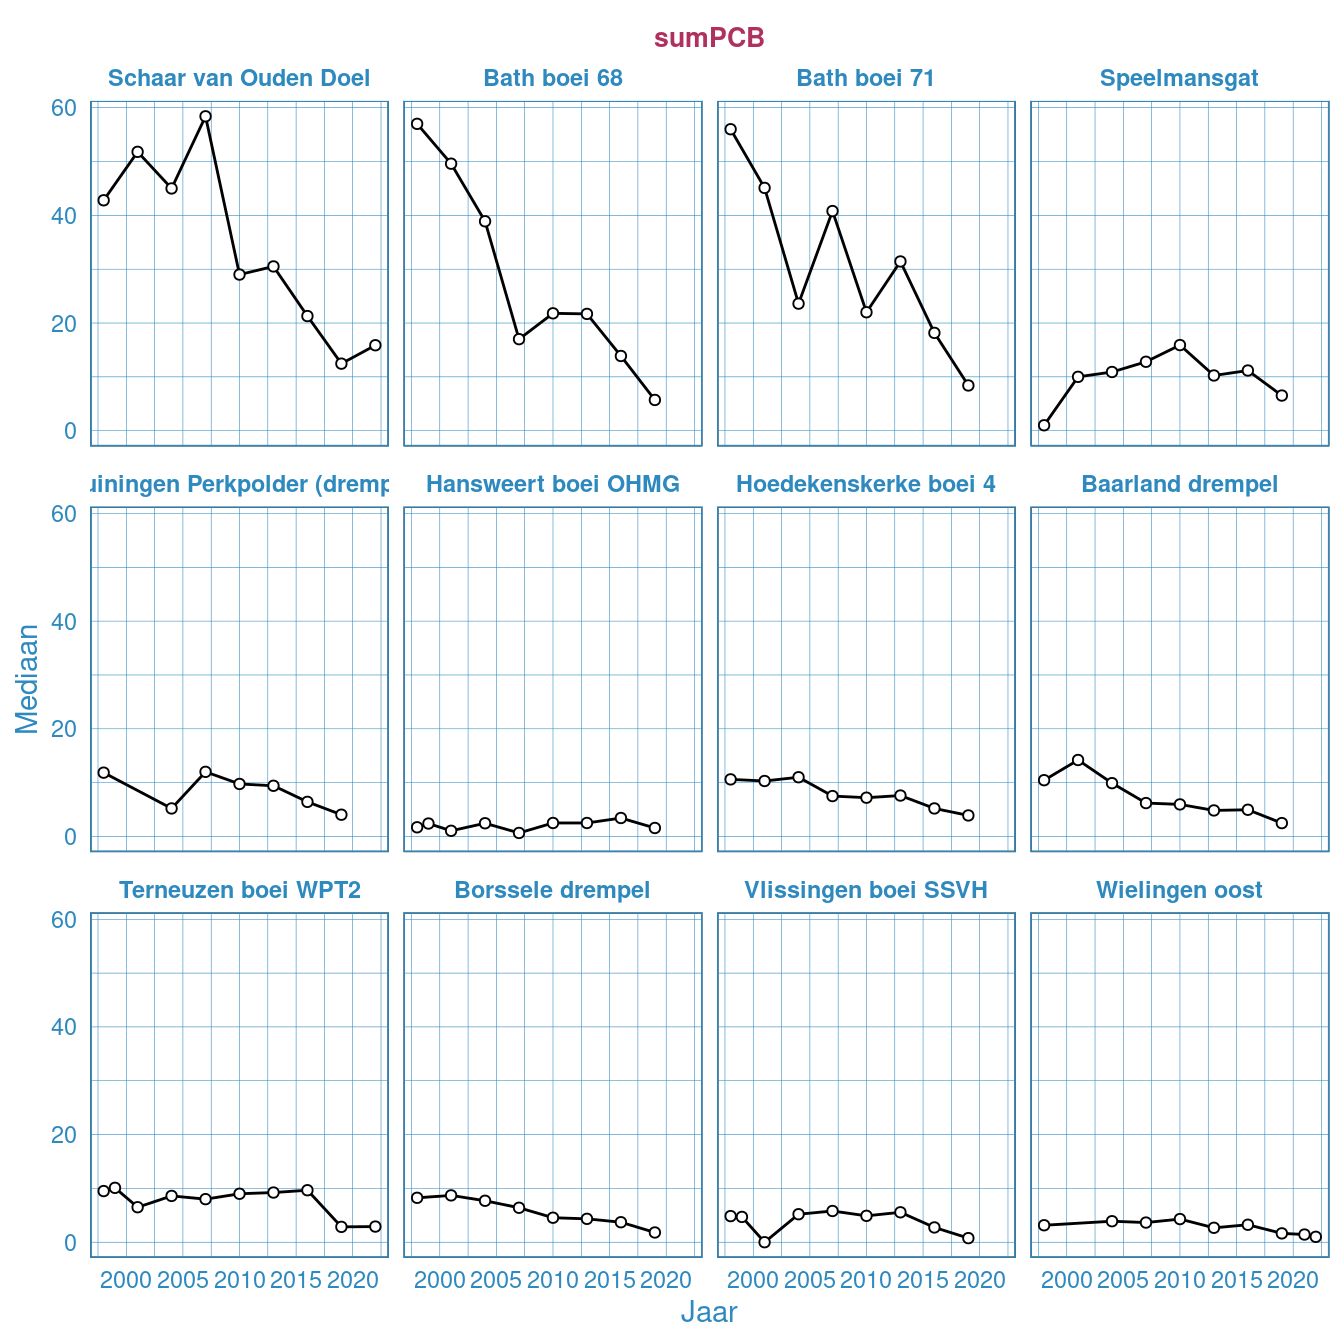 sumPCB
Schaar van Ouden Doel Bath boei 68 Bath boei 71 Speelmansgat
60
40
20
0
uiningen Perkpolder (dremp Hansweert boei OHMG Hoedekenskerke boei 4 Baarland drempel
60
40
20
0
Mediaan
Terneuzen boei WPT2 Borssele drempel Vlissingen boei SSVH Wielingen oost
60
40
20
0
2000 2005 2010 2015 2020 2000 2005 2010 2015 2020 2000 2005 2010 2015 2020 2000 2005 2010 2015 2020
Jaar